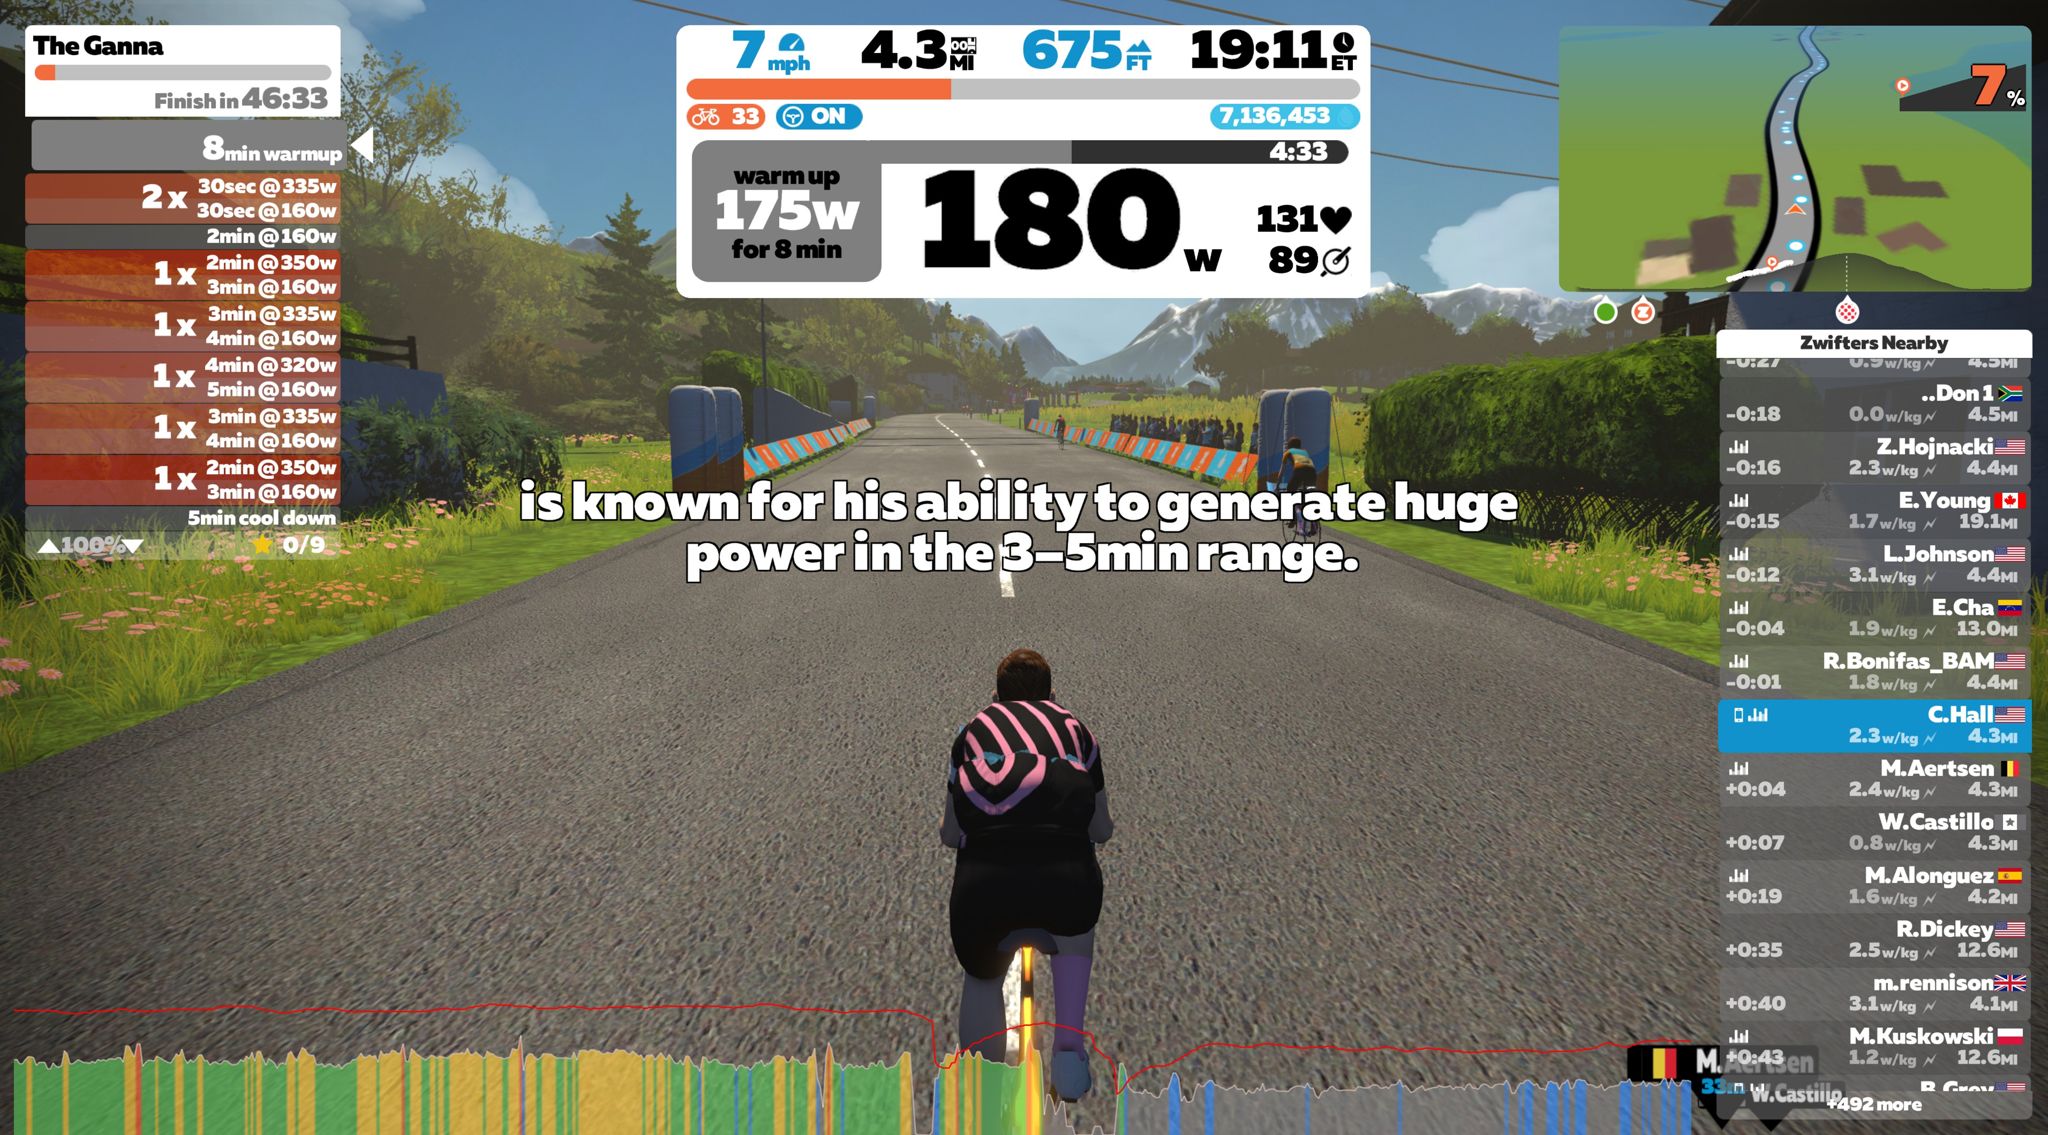 The Ganna
Finish in 46:33
8min warmup
2x 30sec @335w
30sec @160w
2min @160w
1x 2min @350w
3min @160w
1x 3min @335w
4min @160w
1x 4min @320w
5min @160w
1x 3min @335w
4min @160w
1x 2min @350w
3min @160w
5min cool down
100% 0/9
7 mph 4.3 MI 675 FT 19:11 ET
33 ON 7,136,453
4:33
warm up
175w
for 8 min
180 w
131
89
7%
is known for his ability to generate huge
power in the 3–5min range.
Zwifters Nearby
-0:27 0.9w/kg 4.5MI
..Don 1
-0:18 0.0w/kg 4.5MI
Z.Hojnacki
-0:16 2.3w/kg 4.4MI
E.Young
-0:15 1.7w/kg 19.1MI
L.Johnson
-0:12 3.1w/kg 4.4MI
E.Cha
-0:04 1.9w/kg 13.0MI
R.Bonifas_BAM
-0:01 1.8w/kg 4.4MI
C.Hall
2.3w/kg 4.3MI
M.Aertsen
+0:04 2.4w/kg 4.3MI
W.Castillo
+0:07 0.8w/kg 4.3MI
M.Alonguez
+0:19 1.6w/kg 4.2MI
R.Dickey
+0:35 2.5w/kg 12.6MI
m.rennison
+0:40 3.1w/kg 4.1MI
M.Kuskowski
+0:43 1.2w/kg 12.6MI
+492 more
M.Aertsen
W.Castillo